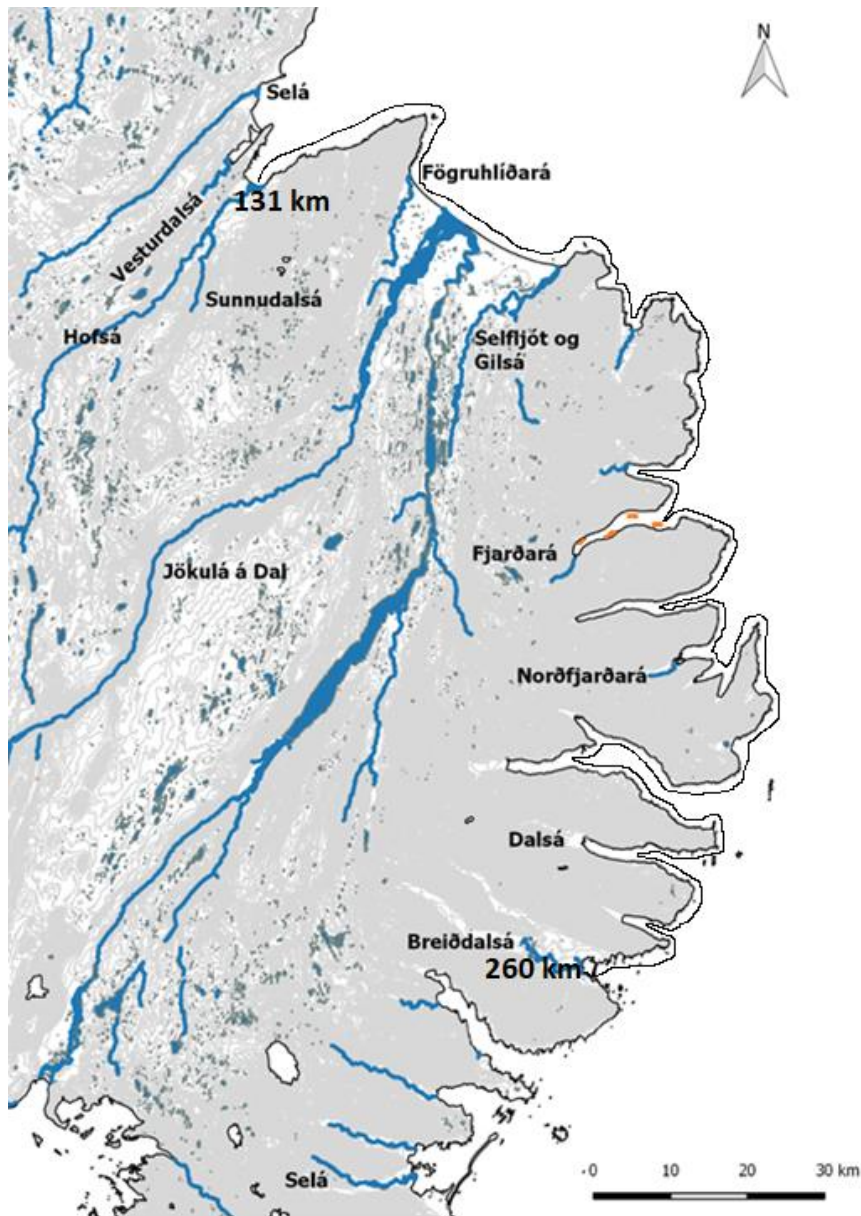 N
Selá
Fögruhlíðará
131 km
Vesturdalsá
Sunnudalsá
Hofsá
Selfljót og
Gilsá
Fjarðará
Jökulá á Dal
Norðfjarðará
Dalsá
Breiðdalsá
260 km
Selá
0 10 20 30 km